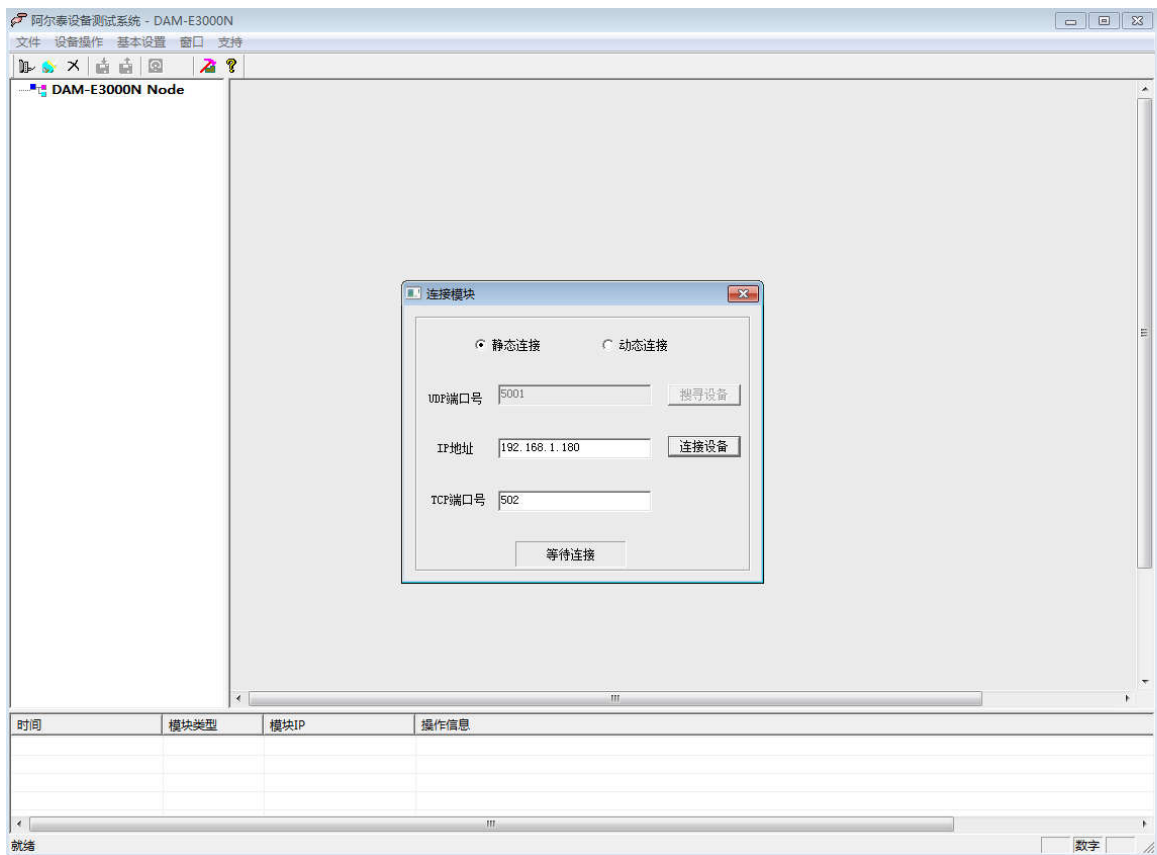 阿尔泰设备测试系统 - DAM-E3000N
文件 设备操作 基本设置 窗口 支持
DAM-E3000N Node
连接模块
静态连接 动态连接
UDP端口号 5001 搜寻设备
IP地址 192.168.1.180 连接设备
TCP端口号 502
等待连接
时间 模块类型 模块IP 操作信息
就绪 数字